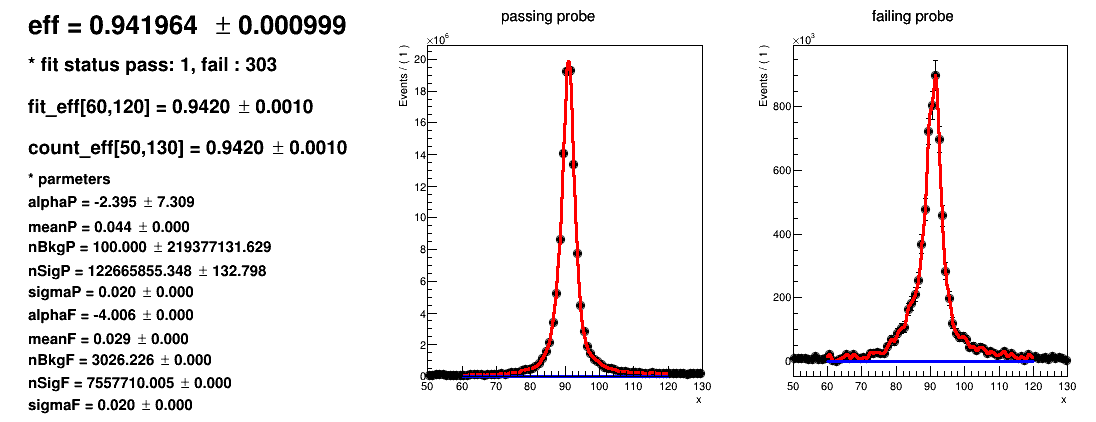 eff = 0.941964 ± 0.000999
* fit status pass: 1, fail : 303
fit_eff[60,120] = 0.9420 ± 0.0010
count_eff[50,130] = 0.9420 ± 0.0010
* parmeters
alphaP = -2.395 ± 7.309
meanP = 0.044 ± 0.000
nBkgP = 100.000 ± 219377131.629
nSigP = 122665855.348 ± 132.798
sigmaP = 0.020 ± 0.000
alphaF = -4.006 ± 0.000
meanF = 0.029 ± 0.000
nBkgF = 3026.226 ± 0.000
nSigF = 7557710.005 ± 0.000
sigmaF = 0.020 ± 0.000
passing probe
×10⁶
Events / ( 1 )
20
18
16
14
12
10
8
6
4
2
0
50 60 70 80 90 100 110 120 130
x
failing probe
×10³
Events / ( 1 )
800
600
400
200
0
50 60 70 80 90 100 110 120 130
x